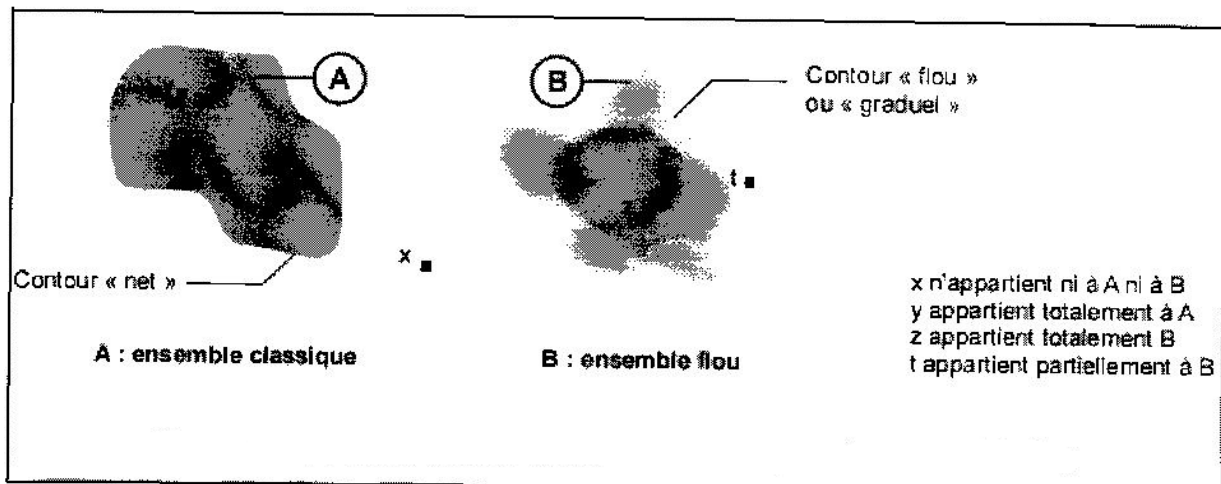 A
B
Contour « flou »
ou « graduel »
t
x
Contour « net »
x n'appartient ni à A ni à B
y appartient totalement à A
z appartient totalement B
t appartient partiellement à B
A : ensemble classique
B : ensemble flou